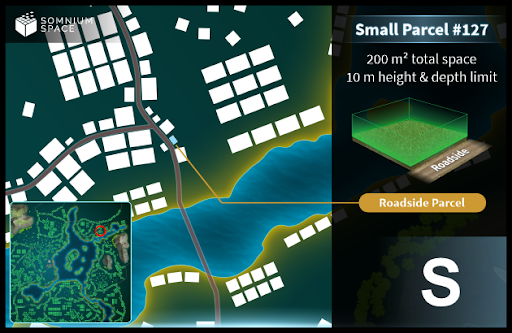 SOMNIUM
SPACE
Small Parcel #127
200 m² total space
10 m height & depth limit
Roadside
Roadside Parcel
S